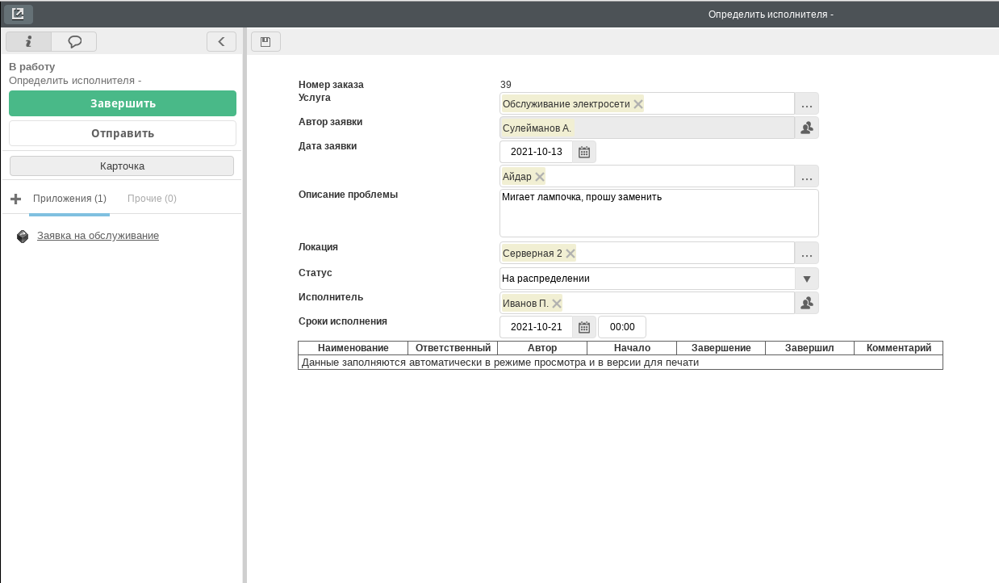 Определить исполнителя -
В работу
Определить исполнителя -
Завершить
Отправить
Карточка
Приложения (1) Прочие (0)
Заявка на обслуживание
Номер заказа 39
Услуга Обслуживание электросети ...
Автор заявки Сулейманов А.
Дата заявки 2021-10-13
Айдар ...
Описание проблемы Мигает лампочка, прошу заменить
Локация Серверная 2 ...
Статус На распределении
Исполнитель Иванов П.
Сроки исполнения 2021-10-21 00:00
Наименование Ответственный Автор Начало Завершение Завершил Комментарий
Данные заполняются автоматически в режиме просмотра и в версии для печати